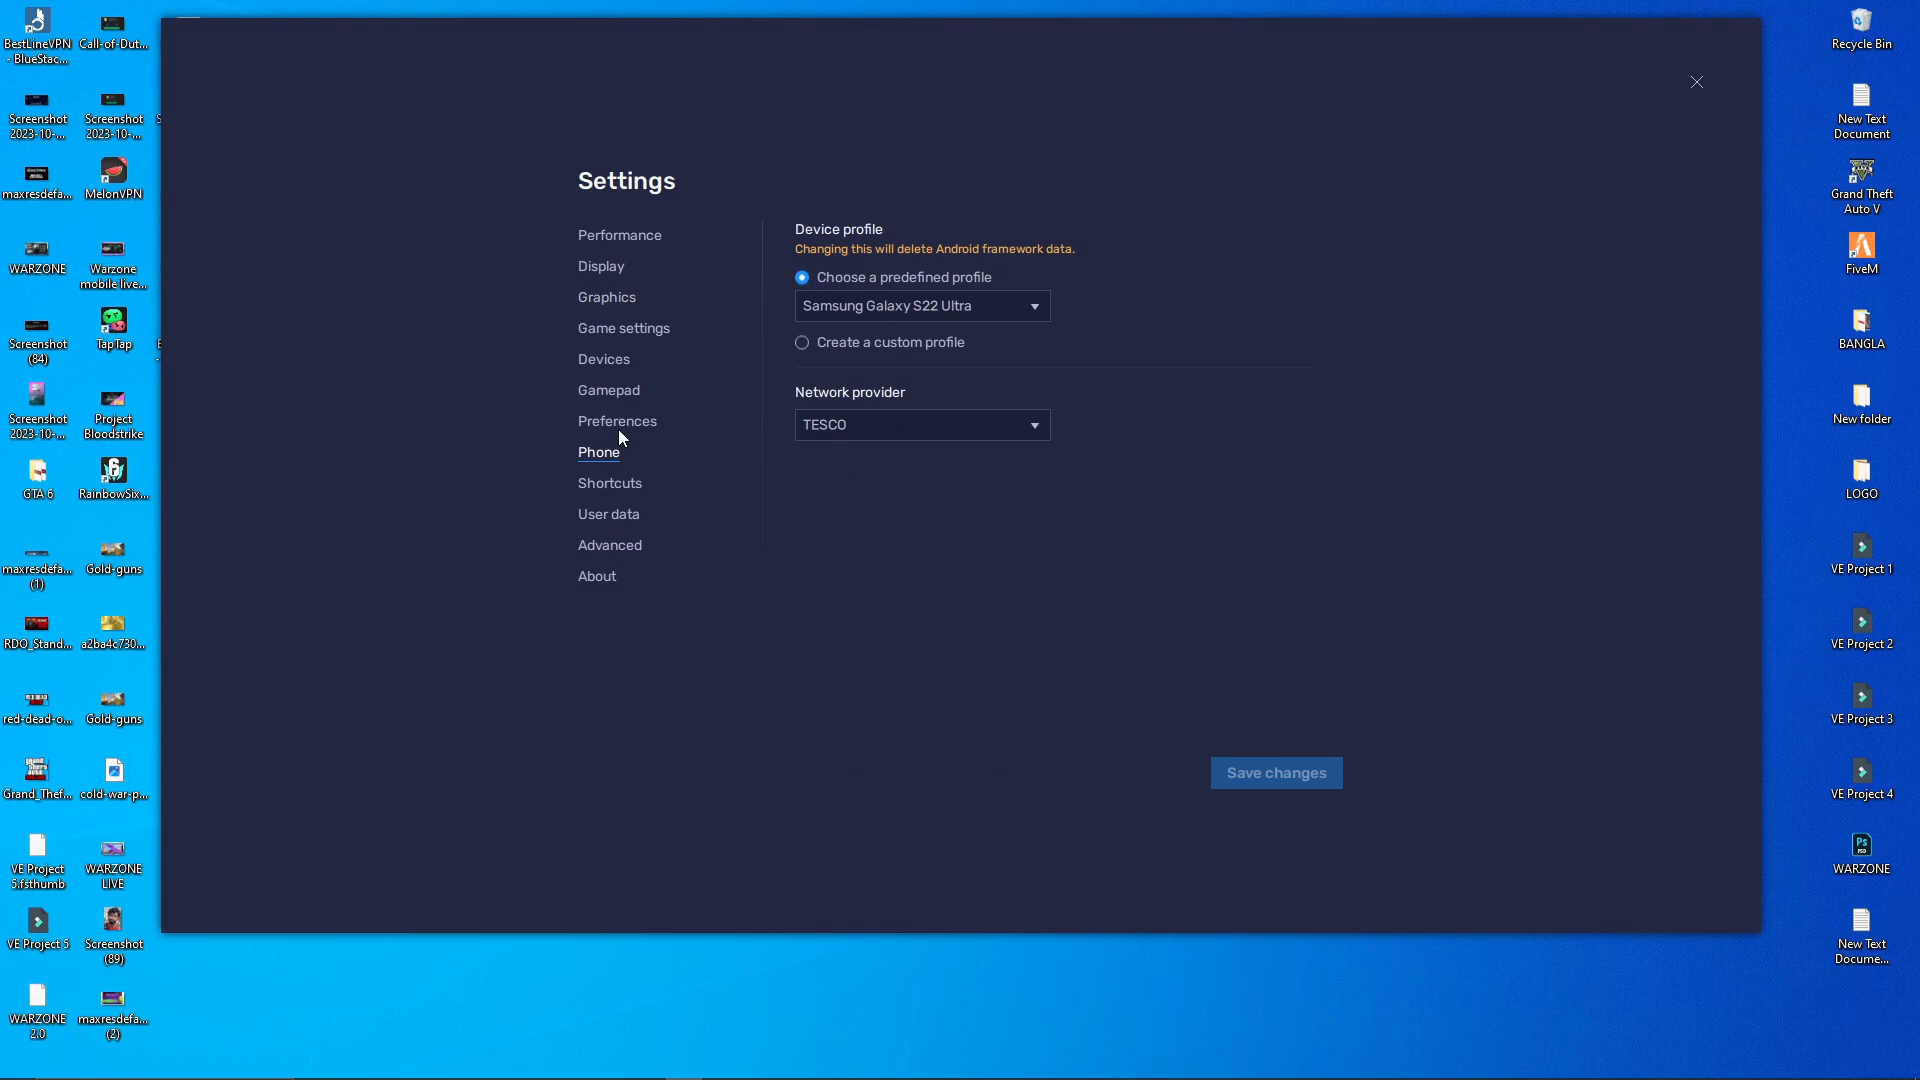 BestLineVPN
- BlueStac...
Call-of-Dut...
Screenshot
2023-10-...
Screenshot
2023-10-...
maxresdefa...
MelonVPN
WARZONE
Warzone
mobile live...
Screenshot
(84)
TapTap
Screenshot
2023-10-...
Project
Bloodstrike
GTA 6
RainbowSix...
maxresdefa...
(1)
Gold-guns
RDO_Stand...
a2ba4c730...
red-dead-o...
Gold-guns
Grand_Thef...
cold-war-p...
VE Project
5.fsthumb
WARZONE
LIVE
VE Project 5
Screenshot
(89)
WARZONE
2.0
maxresdefa...
(2)
Settings
Performance
Display
Graphics
Game settings
Devices
Gamepad
Preferences
Phone
Shortcuts
User data
Advanced
About
Device profile
Changing this will delete Android framework data.
Choose a predefined profile
Samsung Galaxy S22 Ultra
Create a custom profile
Network provider
TESCO
Save changes
Recycle Bin
New Text
Document
Grand Theft
Auto V
FiveM
BANGLA
New folder
LOGO
VE Project 1
VE Project 2
VE Project 3
VE Project 4
Ps
PSD
WARZONE
New Text
Docume...